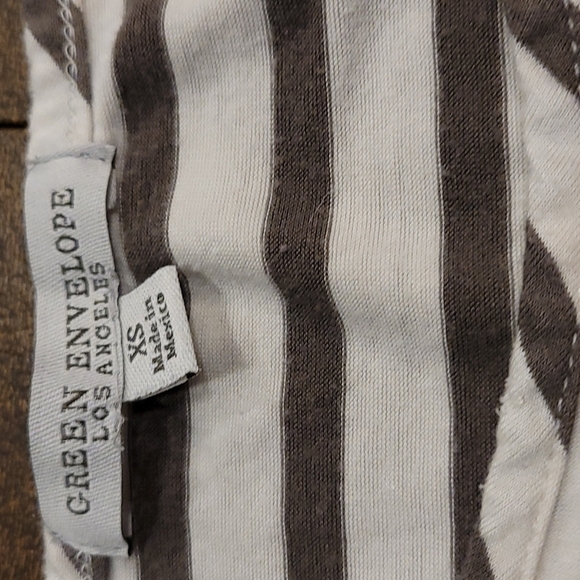 GREEN ENVELOPE
LOS ANGELES
XS
Made in
Mexico